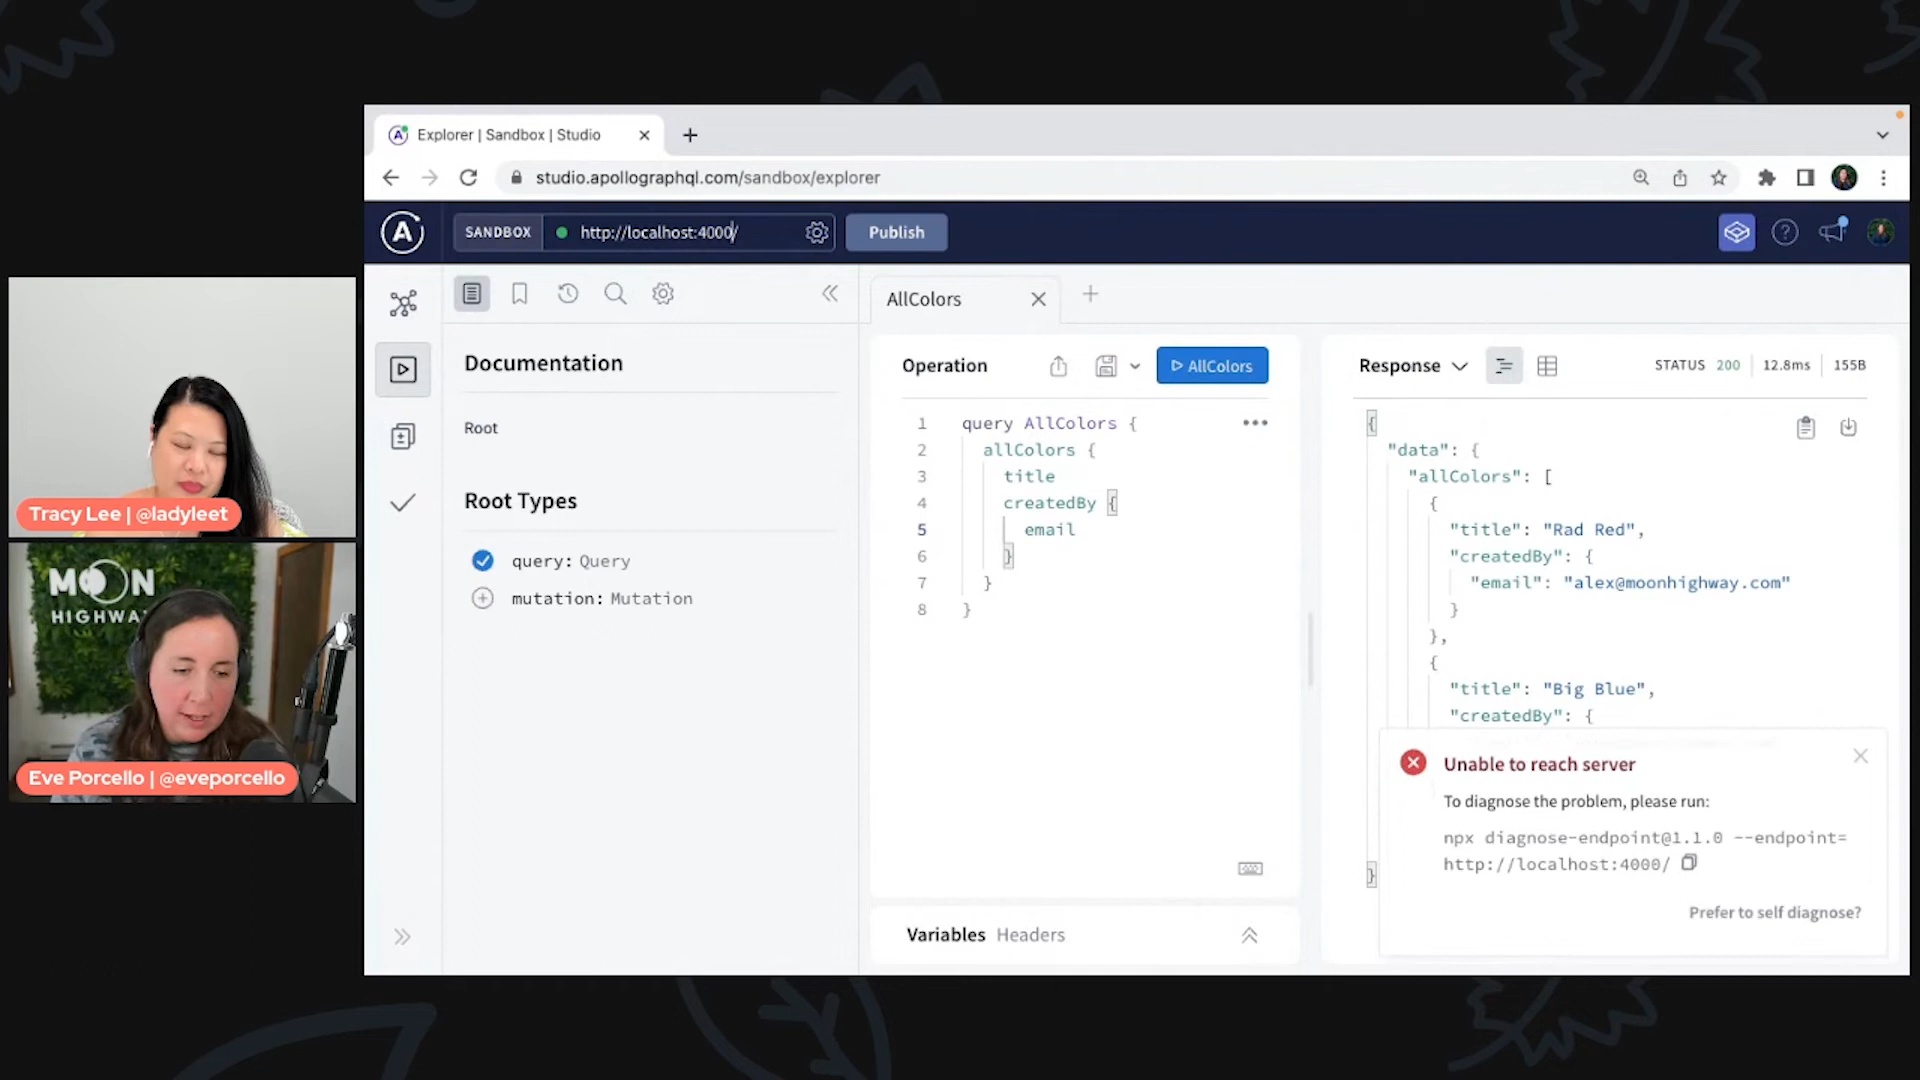 Explorer | Sandbox | Studio
studio.apollographql.com/sandbox/explorer
SANDBOX
http://localhost:4000/
Publish
Documentation
Root
Root Types
query: Query
mutation: Mutation
AllColors
Operation
AllColors
1 query AllColors {
2 allColors {
3 title
4 createdBy {
5 email
6 }
7 }
8 }
Variables Headers
Response
STATUS 200 12.8ms 155B
{
"data": {
"allColors": [
{
"title": "Rad Red",
"createdBy": {
"email": "alex@moonhighway.com"
}
},
{
"title": "Big Blue",
"createdBy": {
}
Unable to reach server
To diagnose the problem, please run:
npx diagnose-endpoint@1.1.0 --endpoint=
http://localhost:4000/
Prefer to self diagnose?
Tracy Lee | @ladyleet
MOON
HIGHWA
Eve Porcello | @eveporcello